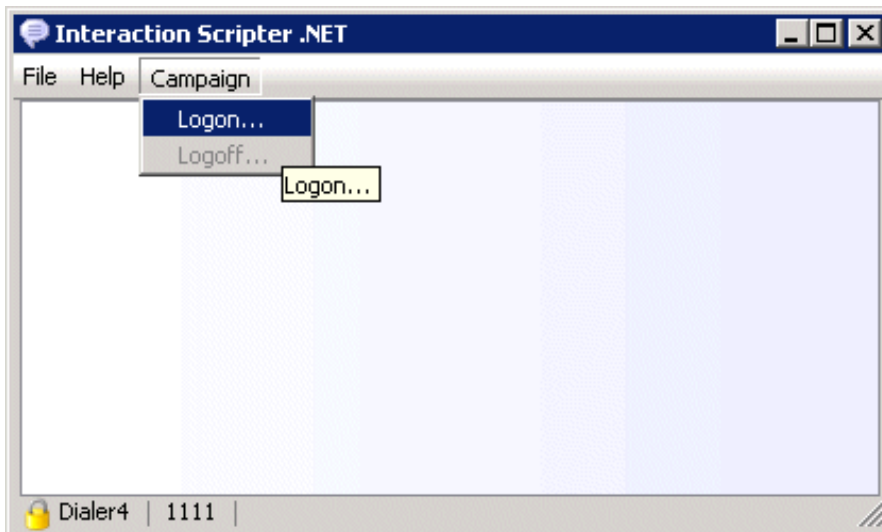 Interaction Scripter .NET
File Help Campaign
Logon...
Logoff...
Logon...
Dialer4 | 1111 |